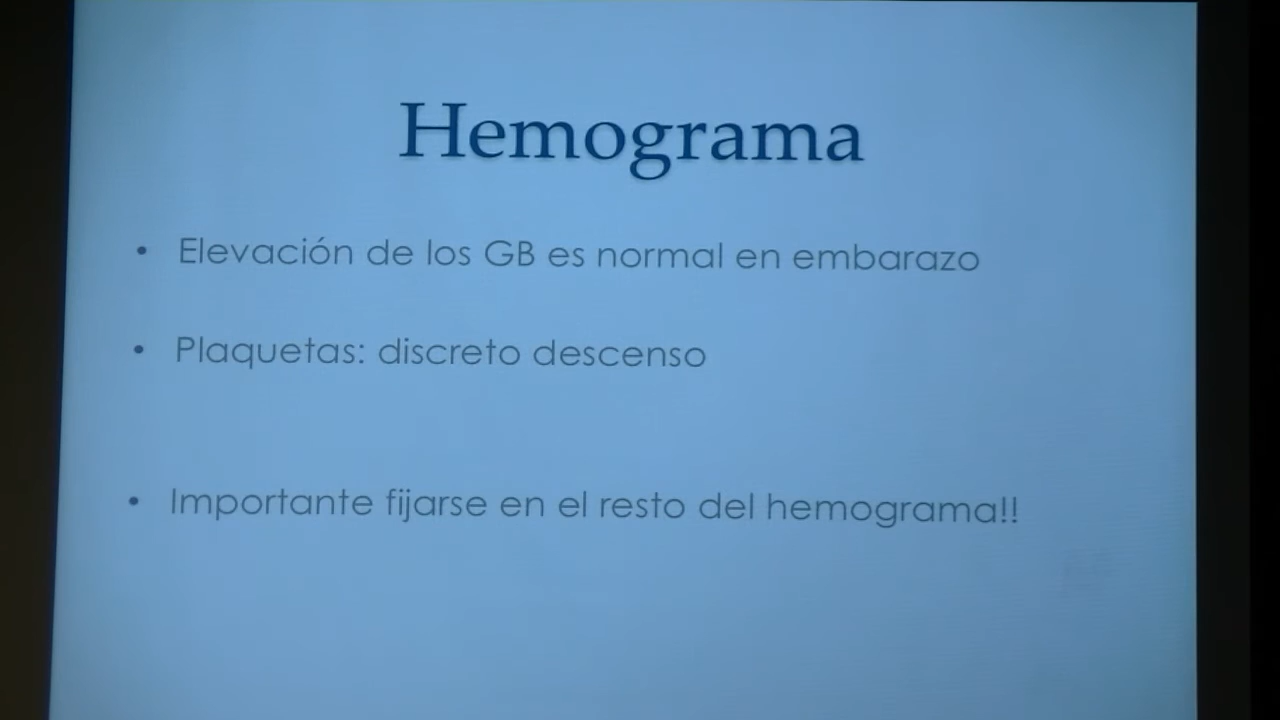 Hemograma
• Elevación de los GB es normal en embarazo
• Plaquetas: discreto descenso
• Importante fijarse en el resto del hemograma!!